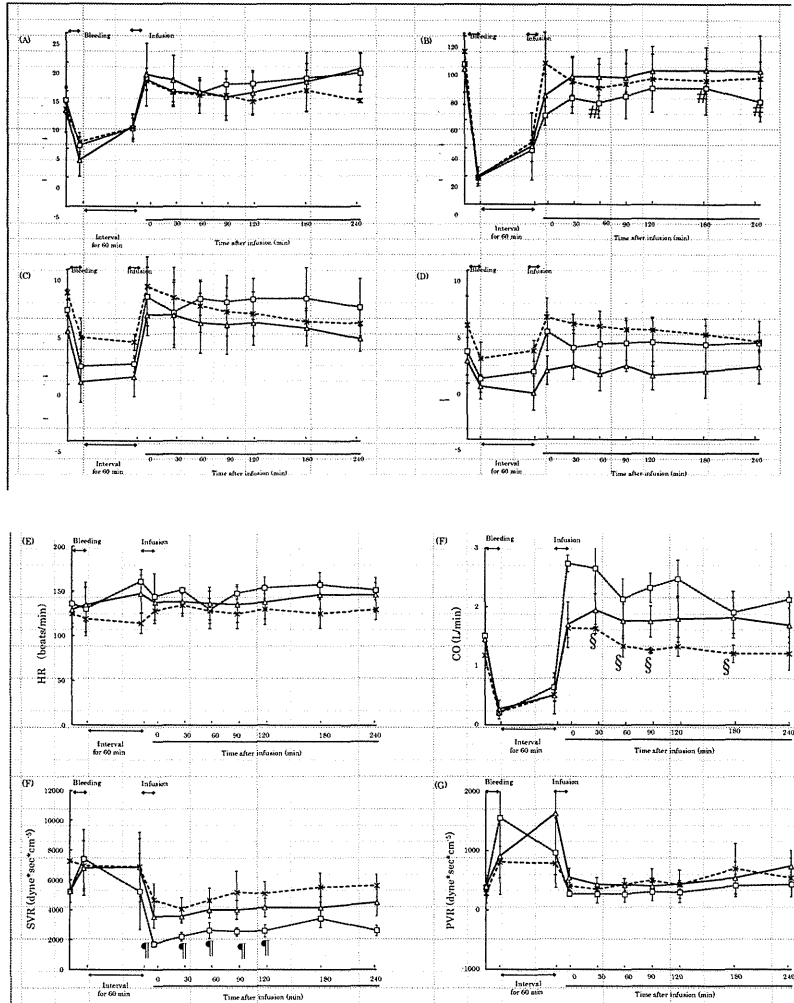 (A)
Bleeding
Infusion
25
20
15
10
5
0
-5
0 30 60 90 120 180 240
Interval
for 60 min
Time after infusion (min)
(B)
Bleeding
Infusion
120
100
80
60
40
20
0
#
#
#
0 30 60 90 120 180 240
Interval
for 60 min
Time after infusion (min)
(C)
Bleeding
Infusion
10
5
0
-5
0 30 60 90 120 180 240
Interval
for 60 min
Time after infusion (min)
(D)
Bleeding
Infusion
10
5
0
-5
0 30 60 90 120 180 240
Interval
for 60 min
Time after infusion (min)
(E)
Bleeding
Infusion
200
150
100
50
0
HR (beats/min)
0 30 60 90 120 180 240
Interval
for 60 min
Time after infusion (min)
(F)
Bleeding
Infusion
3
2
1
0
CO (L/min)
§
§
§
§
0 30 60 90 120 180 240
Interval
for 60 min
Time after infusion (min)
(F)
Bleeding
Infusion
12000
10000
8000
6000
4000
2000
0
SVR (dyne*sec*cm-5)
¶
¶
¶
¶
¶
0 30 60 90 120 180 240
Interval
for 60 min
Time after infusion (min)
(G)
Bleeding
Infusion
2000
1000
0
-1000
PVR (dyne*sec*cm-5)
0 30 60 90 120 180 240
Interval
for 60 min
Time after infusion (min)